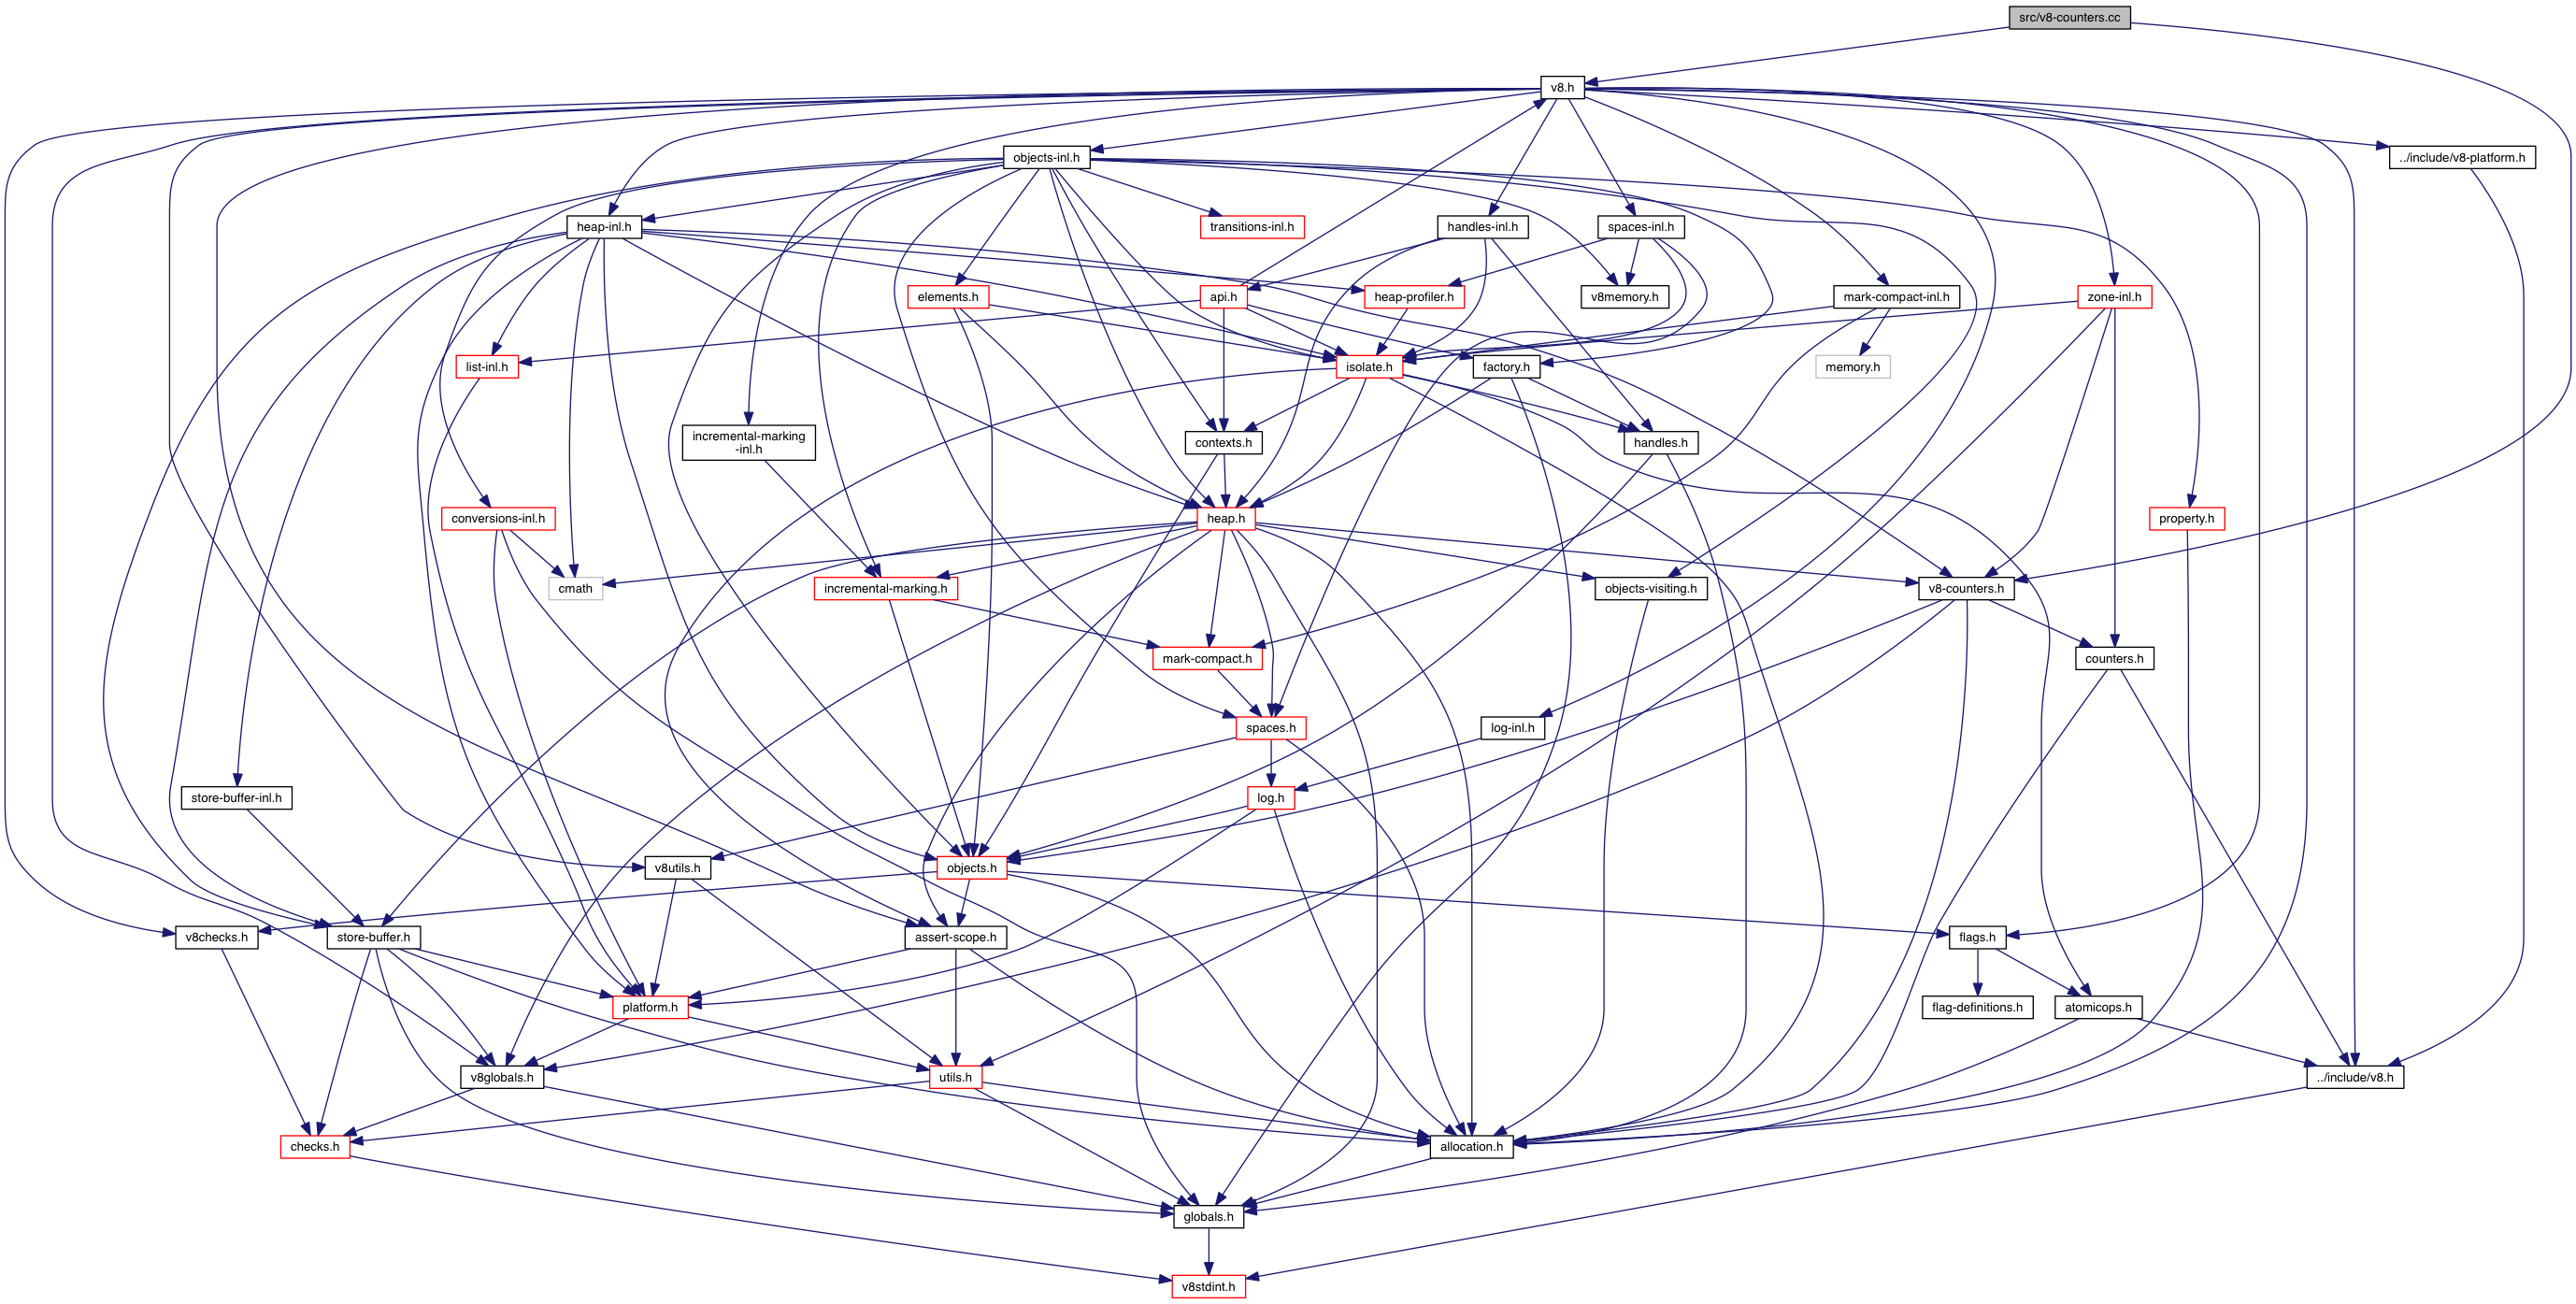 src/v8-counters.cc
v8.h
objects-inl.h
../include/v8-platform.h
heap-inl.h
transitions-inl.h
handles-inl.h
spaces-inl.h
elements.h
api.h
heap-profiler.h
v8memory.h
mark-compact-inl.h
zone-inl.h
list-inl.h
isolate.h
factory.h
memory.h
incremental-marking
-inl.h
contexts.h
handles.h
conversions-inl.h
heap.h
property.h
cmath
incremental-marking.h
objects-visiting.h
v8-counters.h
mark-compact.h
counters.h
spaces.h
log-inl.h
store-buffer-inl.h
log.h
v8utils.h
objects.h
v8checks.h
store-buffer.h
assert-scope.h
flags.h
platform.h
flag-definitions.h
atomicops.h
v8globals.h
utils.h
../include/v8.h
checks.h
allocation.h
globals.h
v8stdint.h